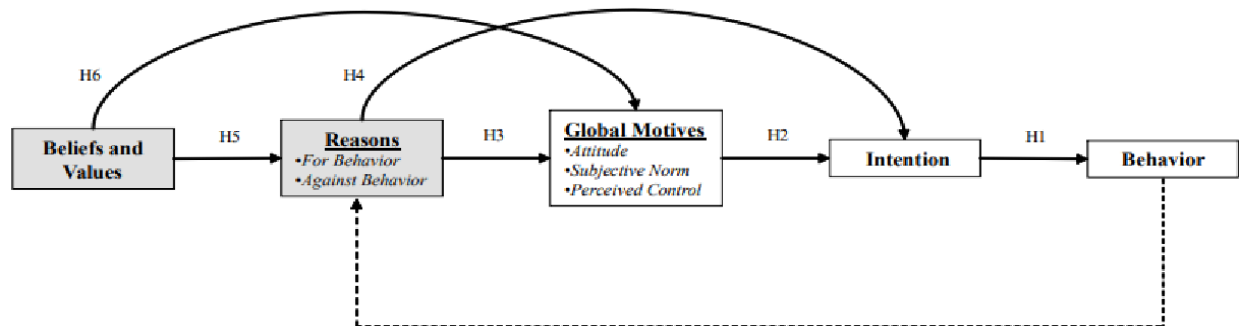 H6
H4
Beliefs and
Values
H5
Reasons
•For Behavior
•Against Behavior
H3
Global Motives
•Attitude
•Subjective Norm
•Perceived Control
H2
Intention
H1
Behavior